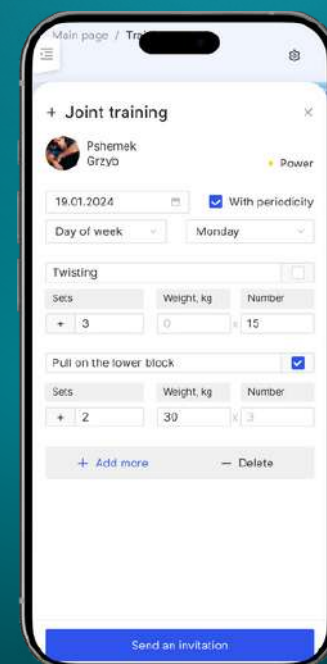 Main page / Tra
+ Joint training ×
Pshemek
Grzyb
Power
19.01.2024 With periodicity
Day of week Monday
Twisting
Sets Weight, kg Number
+ 3 0 x 15
Pull on the lower block
Sets Weight, kg Number
+ 2 30 x 3
+ Add more — Delete
Send an invitation